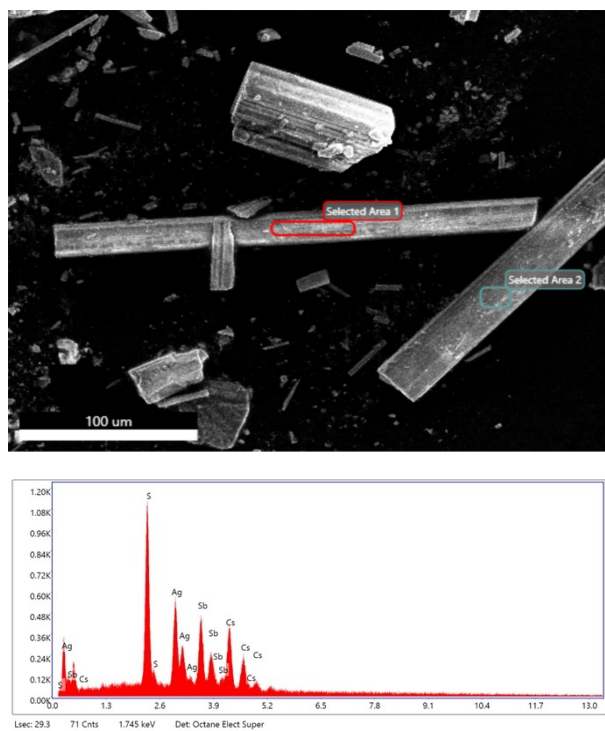 Selected Area 1
Selected Area 2
100 um
1.20K
1.08K
0.96K
0.84K
0.72K
0.60K
0.48K
0.36K
0.24K
0.12K
0.00K
S
Ag
Sb
Cs
S
S
Ag
Ag
Ag
Sb
Sb
Sb
Sb
Cs
Cs
Cs
Cs
0.0 1.3 2.6 3.9 5.2 6.5 7.8 9.1 10.4 11.7 13.0
Lsec: 29.3 71 Cnts 1.745 keV Det: Octane Elect Super